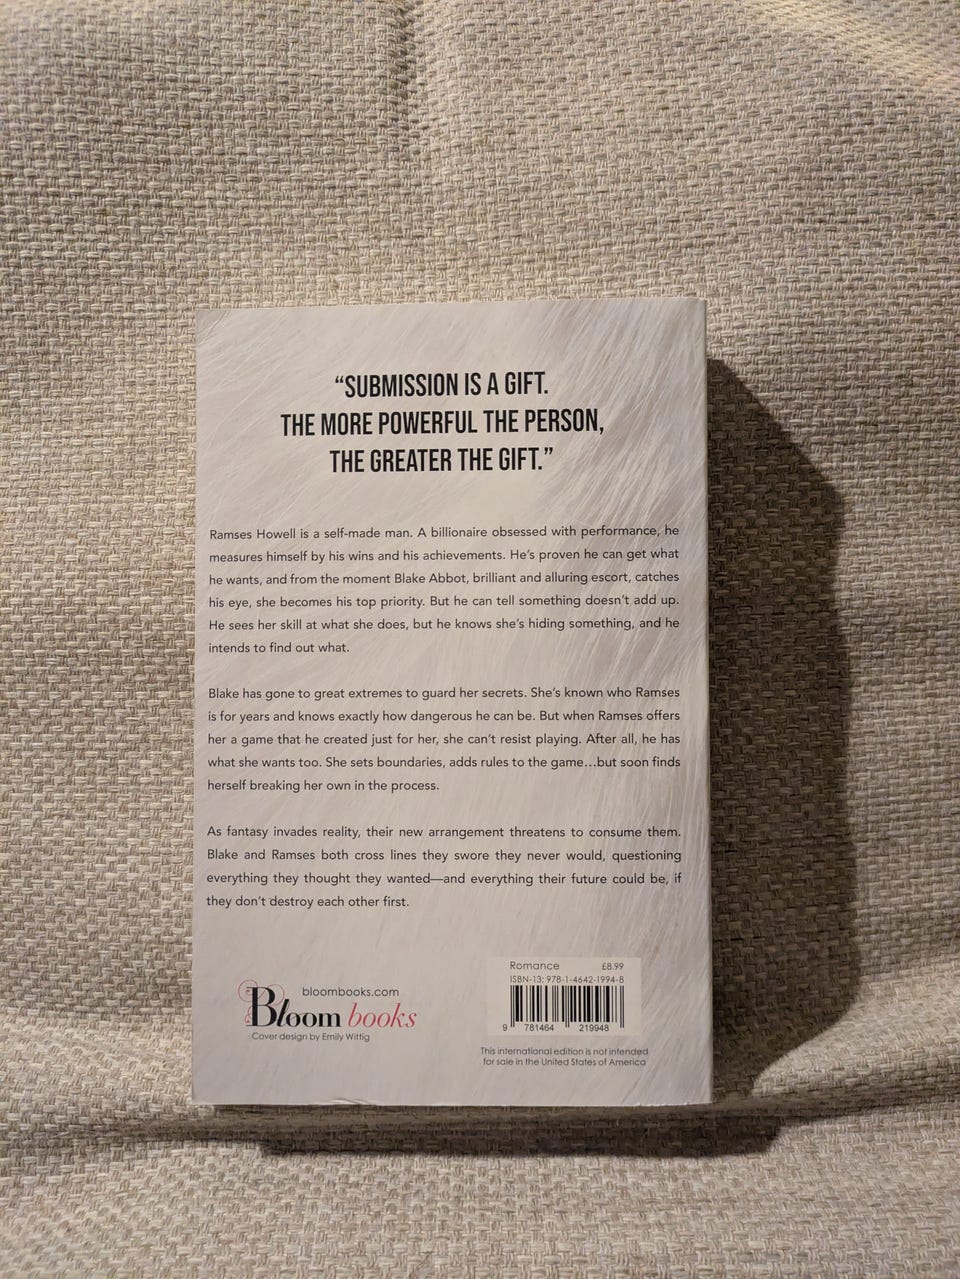 “SUBMISSION IS A GIFT.
THE MORE POWERFUL THE PERSON,
THE GREATER THE GIFT.”
Ramses Howell is a self-made man. A billionaire obsessed with performance, he
measures himself by his wins and his achievements. He’s proven he can get what
he wants, and from the moment Blake Abbot, brilliant and alluring escort, catches
his eye, she becomes his top priority. But he can tell something doesn’t add up.
He sees her skill at what she does, but he knows she’s hiding something, and he
intends to find out what.
Blake has gone to great extremes to guard her secrets. She’s known who Ramses
is for years and knows exactly how dangerous he can be. But when Ramses offers
her a game that he created just for her, she can’t resist playing. After all, he has
what she wants too. She sets boundaries, adds rules to the game…but soon finds
herself breaking her own in the process.
As fantasy invades reality, their new arrangement threatens to consume them.
Blake and Ramses both cross lines they swore they never would, questioning
everything they thought they wanted—and everything their future could be, if
they don’t destroy each other first.
bloombooks.com
Bloom books
Cover design by Emily Wittig
Romance £8.99
ISBN-13: 978-1-4642-1994-8
9 781464 219948
This international edition is not intended
for sale in the United States of America